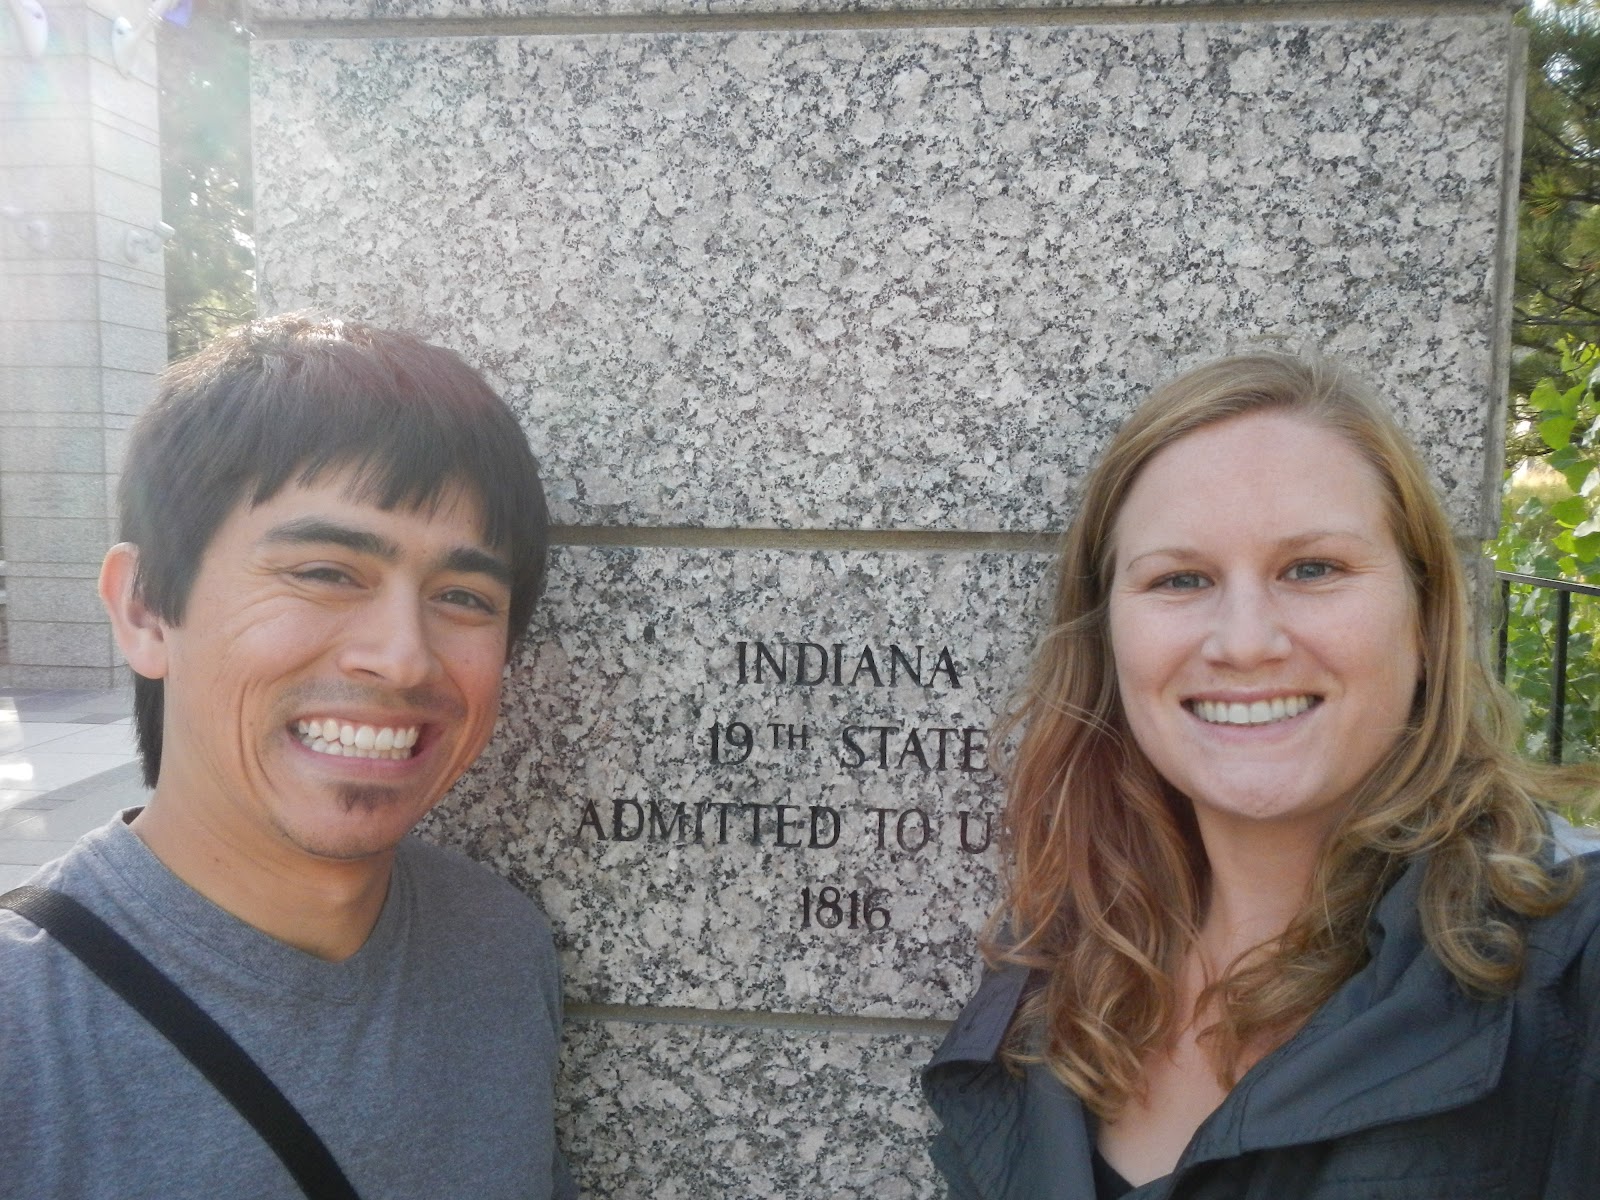 INDIANA
19TH STATE
ADMITTED TO
1816